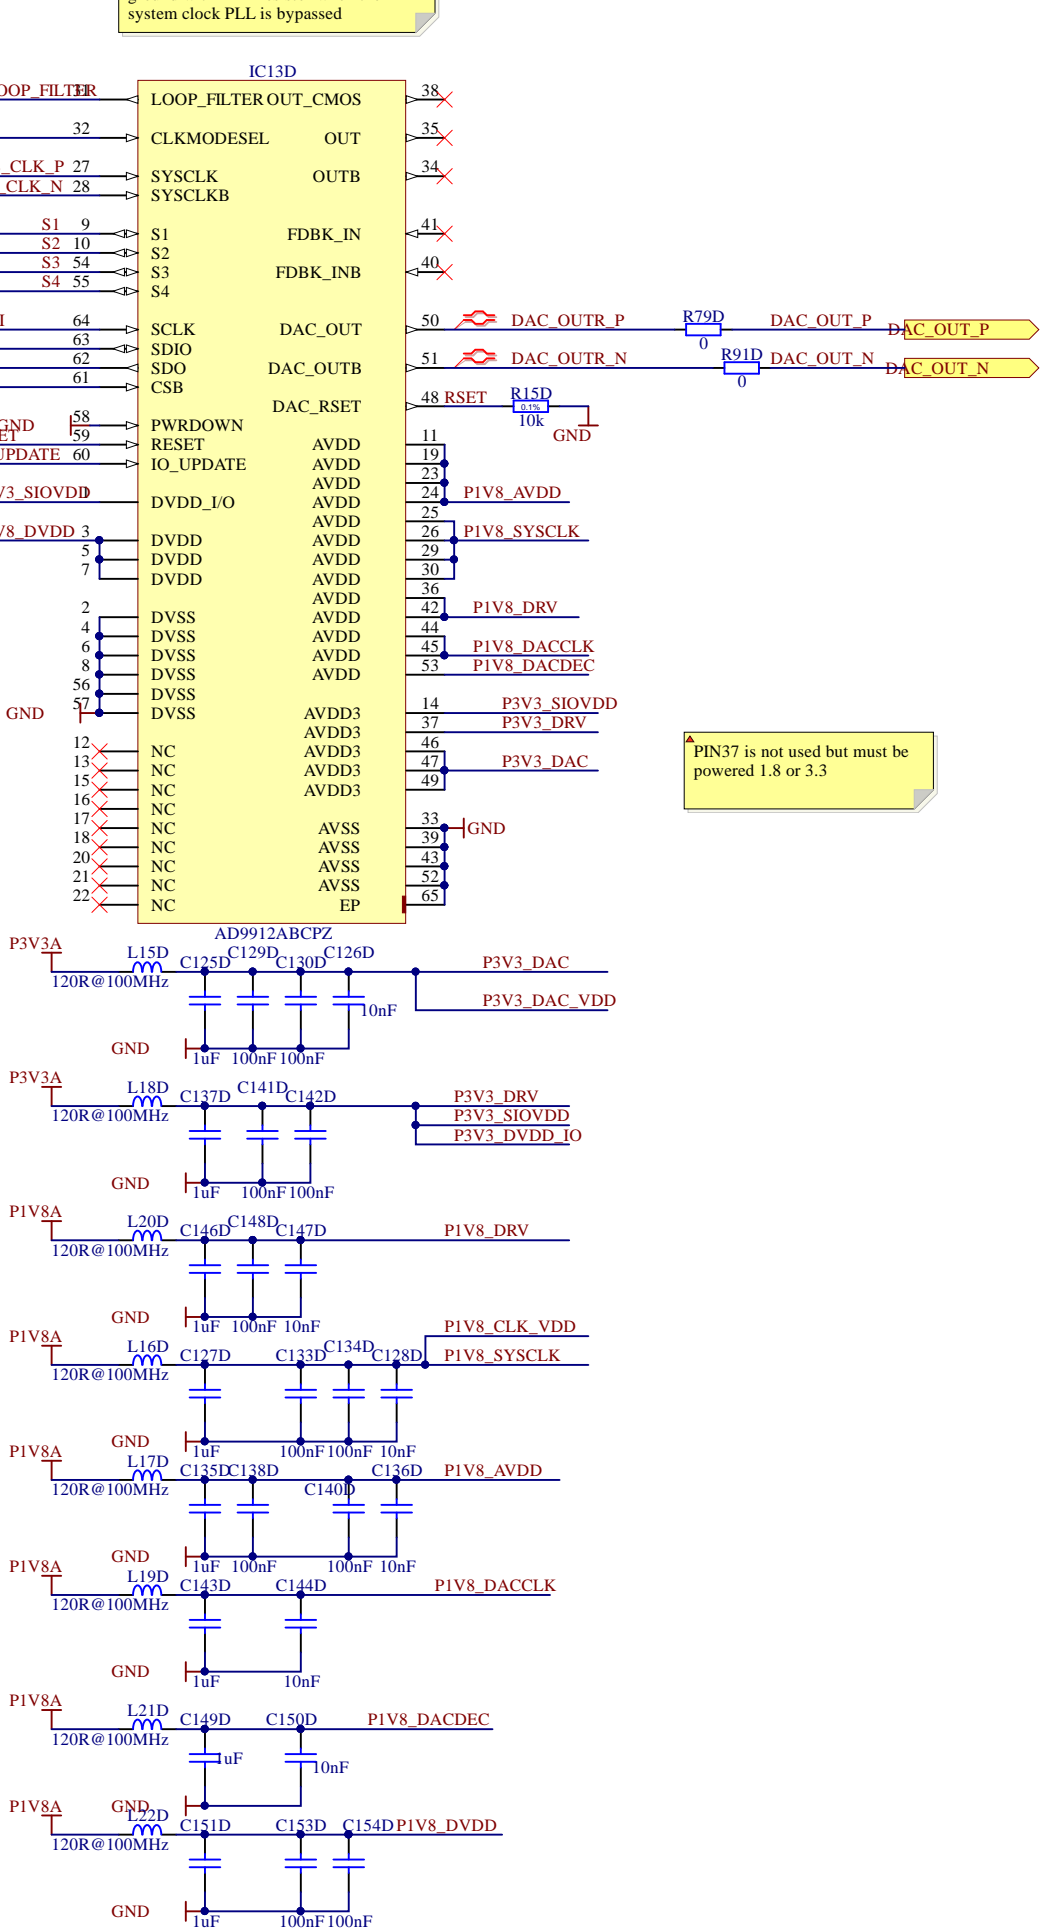 system clock PLL is bypassed
IC13D
OOP_FILTER 31 LOOP_FILTER OUT_CMOS 38
32 CLKMODESEL OUT 35
_CLK_P 27 SYSCLK OUTB 34
_CLK_N 28 SYSCLKB
S1 9 S1 FDBK_IN 41
S2 10 S2
S3 54 S3 FDBK_INB 40
S4 55 S4
64 SCLK DAC_OUT 50 DAC_OUTR_P R79D 0 DAC_OUT_P DAC_OUT_P
63 SDIO
62 SDO DAC_OUTB 51 DAC_OUTR_N R91D 0 DAC_OUT_N DAC_OUT_N
61 CSB
DAC_RSET 48 RSET R15D 0.1% 10k GND
GND 58 PWRDOWN
ET 59 RESET AVDD 11
UPDATE 60 IO_UPDATE AVDD 19
AVDD 23
V3_SIOVDD 1 DVDD_I/O AVDD 24 P1V8_AVDD
AVDD 25
V8_DVDD 3 DVDD AVDD 26 P1V8_SYSCLK
5 DVDD AVDD 29
7 DVDD AVDD 30
AVDD 36
2 DVSS AVDD 42 P1V8_DRV
4 DVSS AVDD 44
6 DVSS AVDD 45 P1V8_DACCLK
8 DVSS AVDD 53 P1V8_DACDEC
56 DVSS
GND 57 DVSS AVDD3 14 P3V3_SIOVDD
AVDD3 37 P3V3_DRV
12 NC AVDD3 46
13 NC AVDD3 47 P3V3_DAC
15 NC AVDD3 49
16 NC
17 NC AVSS 33 GND
18 NC AVSS 39
20 NC AVSS 43
21 NC AVSS 52
22 NC EP 65
AD9912ABCPZ
PIN37 is not used but must be
powered 1.8 or 3.3
P3V3A L15D C125D C129D C130D C126D P3V3_DAC
120R@100MHz
P3V3_DAC_VDD
10nF
GND 1uF 100nF 100nF
P3V3A L18D C137D C141D C142D P3V3_DRV
120R@100MHz P3V3_SIOVDD
P3V3_DVDD_IO
GND 1uF 100nF 100nF
P1V8A L20D C146D C148D C147D P1V8_DRV
120R@100MHz
GND 1uF 100nF 10nF
P1V8_CLK_VDD
P1V8A L16D C127D C133D C134D C128D P1V8_SYSCLK
120R@100MHz
GND 1uF 100nF 100nF 10nF
P1V8A L17D C135D C138D C140D C136D P1V8_AVDD
120R@100MHz
GND 1uF 100nF 100nF 10nF
P1V8A L19D C143D C144D P1V8_DACCLK
120R@100MHz
GND 1uF 10nF
P1V8A L21D C149D C150D P1V8_DACDEC
120R@100MHz 1uF 10nF
GND
P1V8A L22D C151D C153D C154D P1V8_DVDD
120R@100MHz
GND 1uF 100nF 100nF